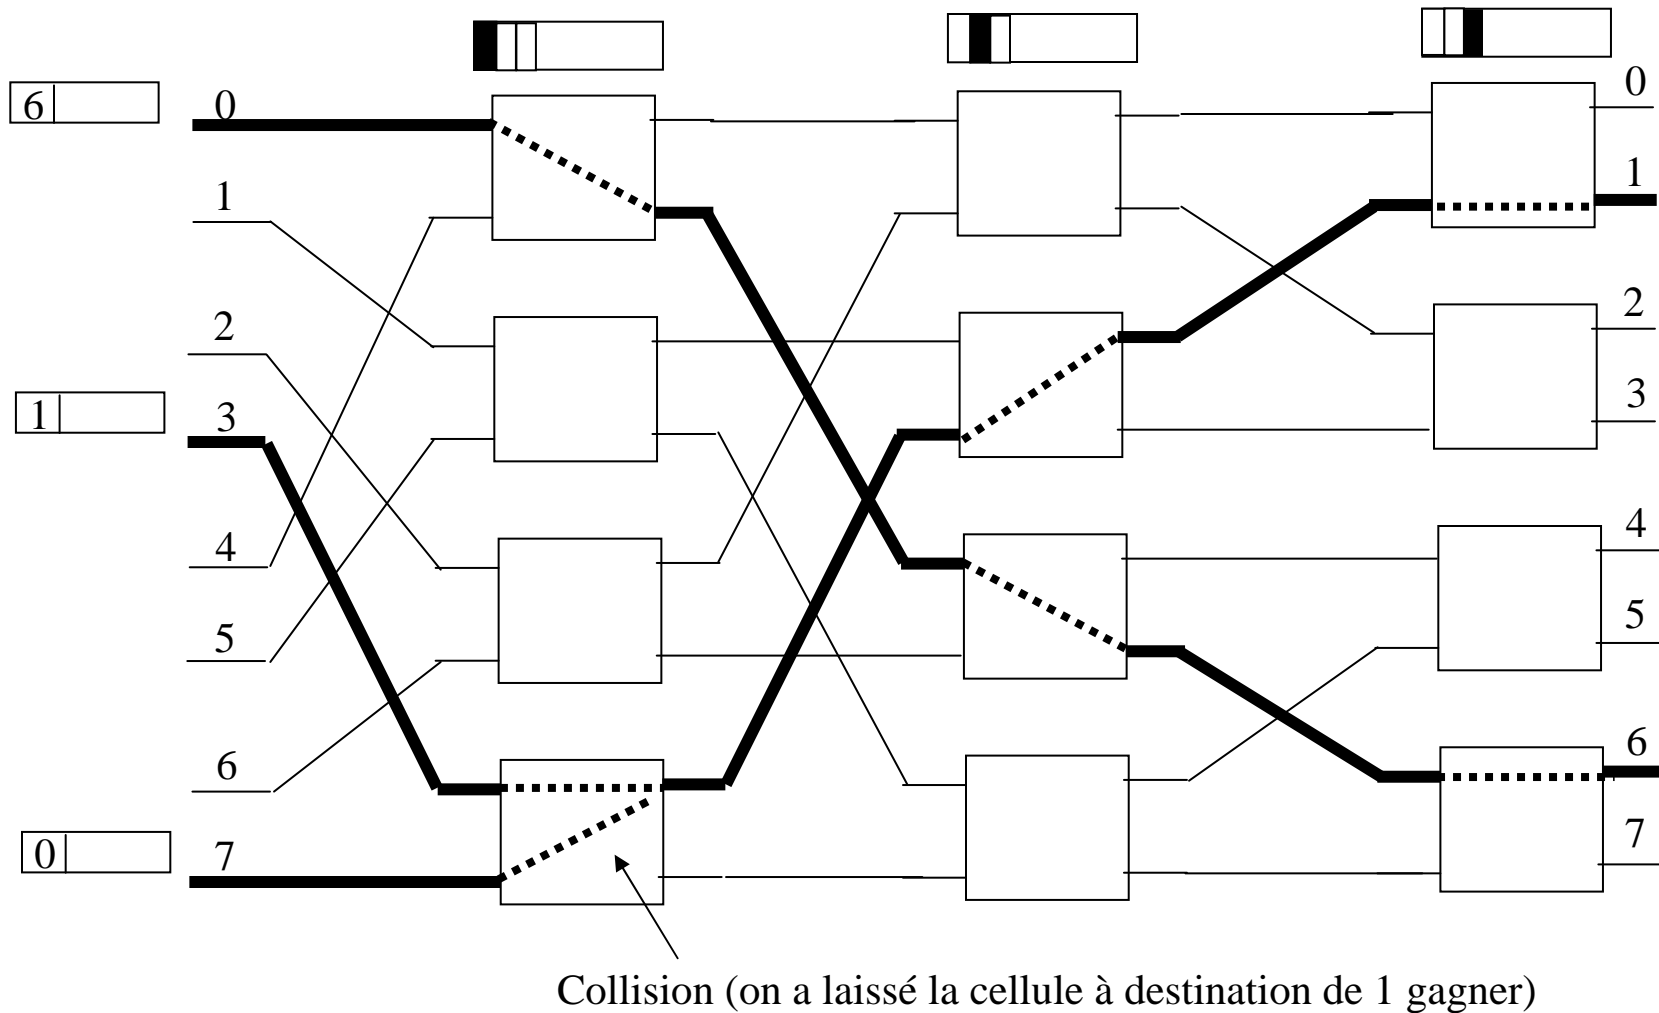 6 0 0
1 1
2 2
1 3 3
4 4
5 5
6 6
0 7 7
Collision (on a laissé la cellule à destination de 1 gagner)